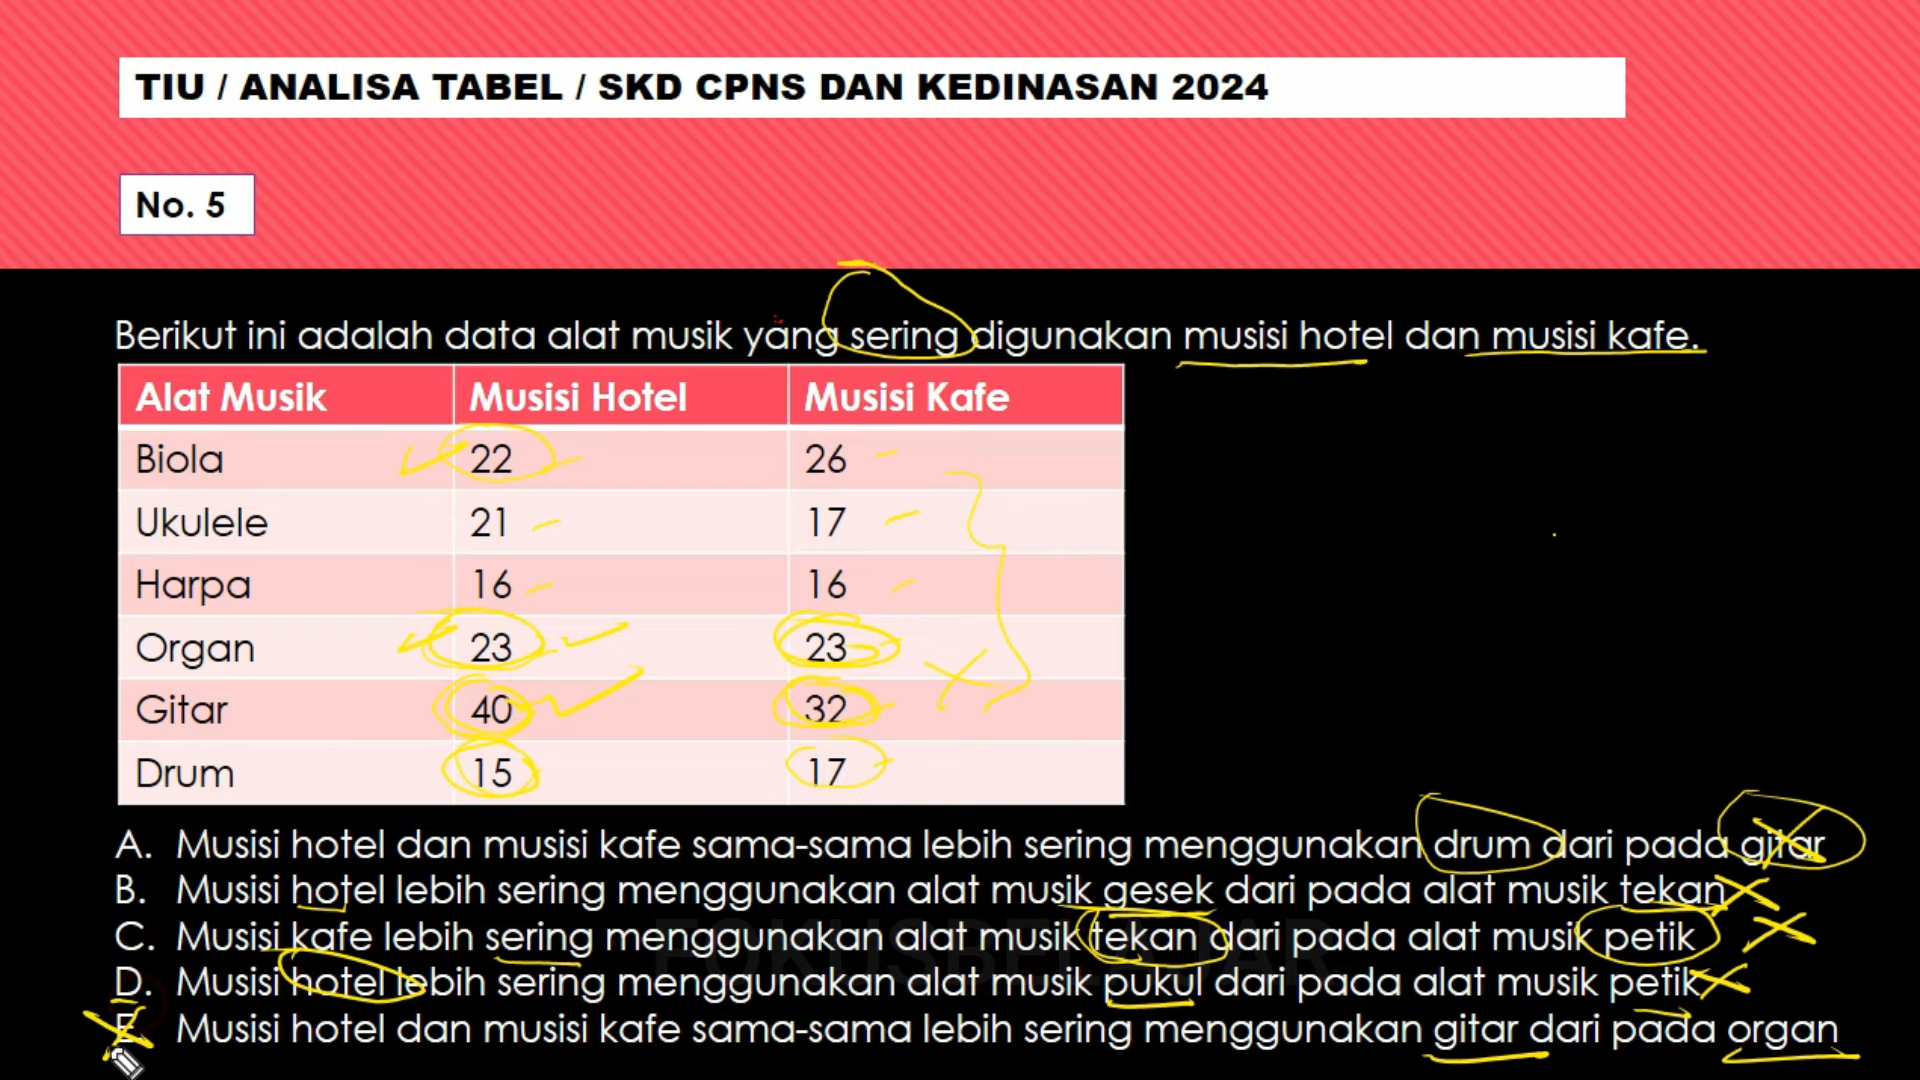 TIU / ANALISA TABEL / SKD CPNS DAN KEDINASAN 2024
No. 5
Berikut ini adalah data alat musik yang sering digunakan musisi hotel dan musisi kafe.
Alat Musik Musisi Hotel Musisi Kafe
Biola 22 26
Ukulele 21 17
Harpa 16 16
Organ 23 23
Gitar 40 32
Drum 15 17
A. Musisi hotel dan musisi kafe sama-sama lebih sering menggunakan drum dari pada gitar
B. Musisi hotel lebih sering menggunakan alat musik gesek dari pada alat musik tekan
C. Musisi kafe lebih sering menggunakan alat musik tekan dari pada alat musik petik
FOKUSBELAJAR
D. Musisi hotel lebih sering menggunakan alat musik pukul dari pada alat musik petik
E. Musisi hotel dan musisi kafe sama-sama lebih sering menggunakan gitar dari pada organ